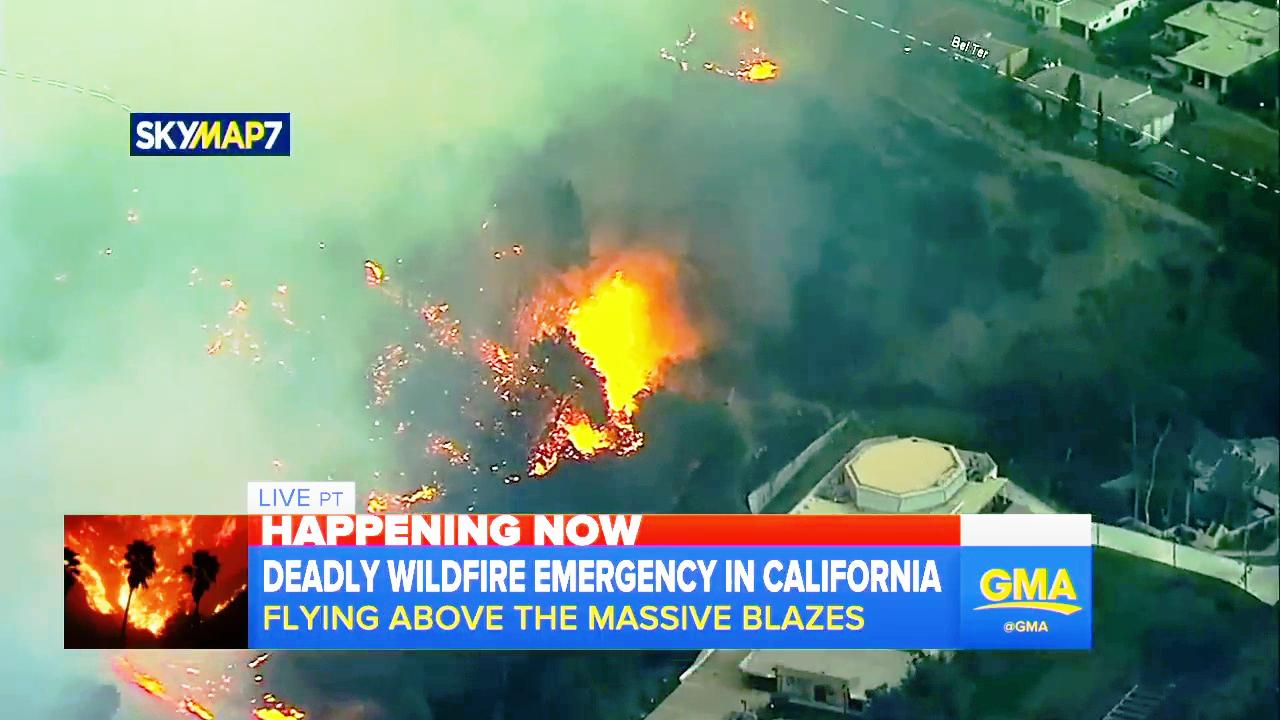 Bel Ter
SKYMAP7
LIVE PT
HAPPENING NOW
DEADLY WILDFIRE EMERGENCY IN CALIFORNIA
FLYING ABOVE THE MASSIVE BLAZES
GMA
@GMA